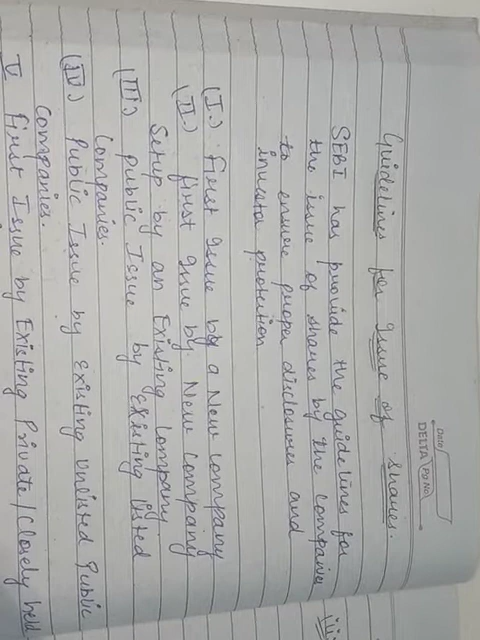 Date
DELTA Pg No.
Guidelines for Issue of shares.
SEBI has provide the guidelines for
the issue of shares by the companies
to ensure proper disclosures and
investor protection
(I.) first Issue by a New Company
(II) first Issue by New Company
Setup by an Existing Company
(III) public Issue by Existing listed
Companies.
(IV) Public Issue by Existing Unlisted Public
Companies.
V first Issue by Existing Private/Closely held